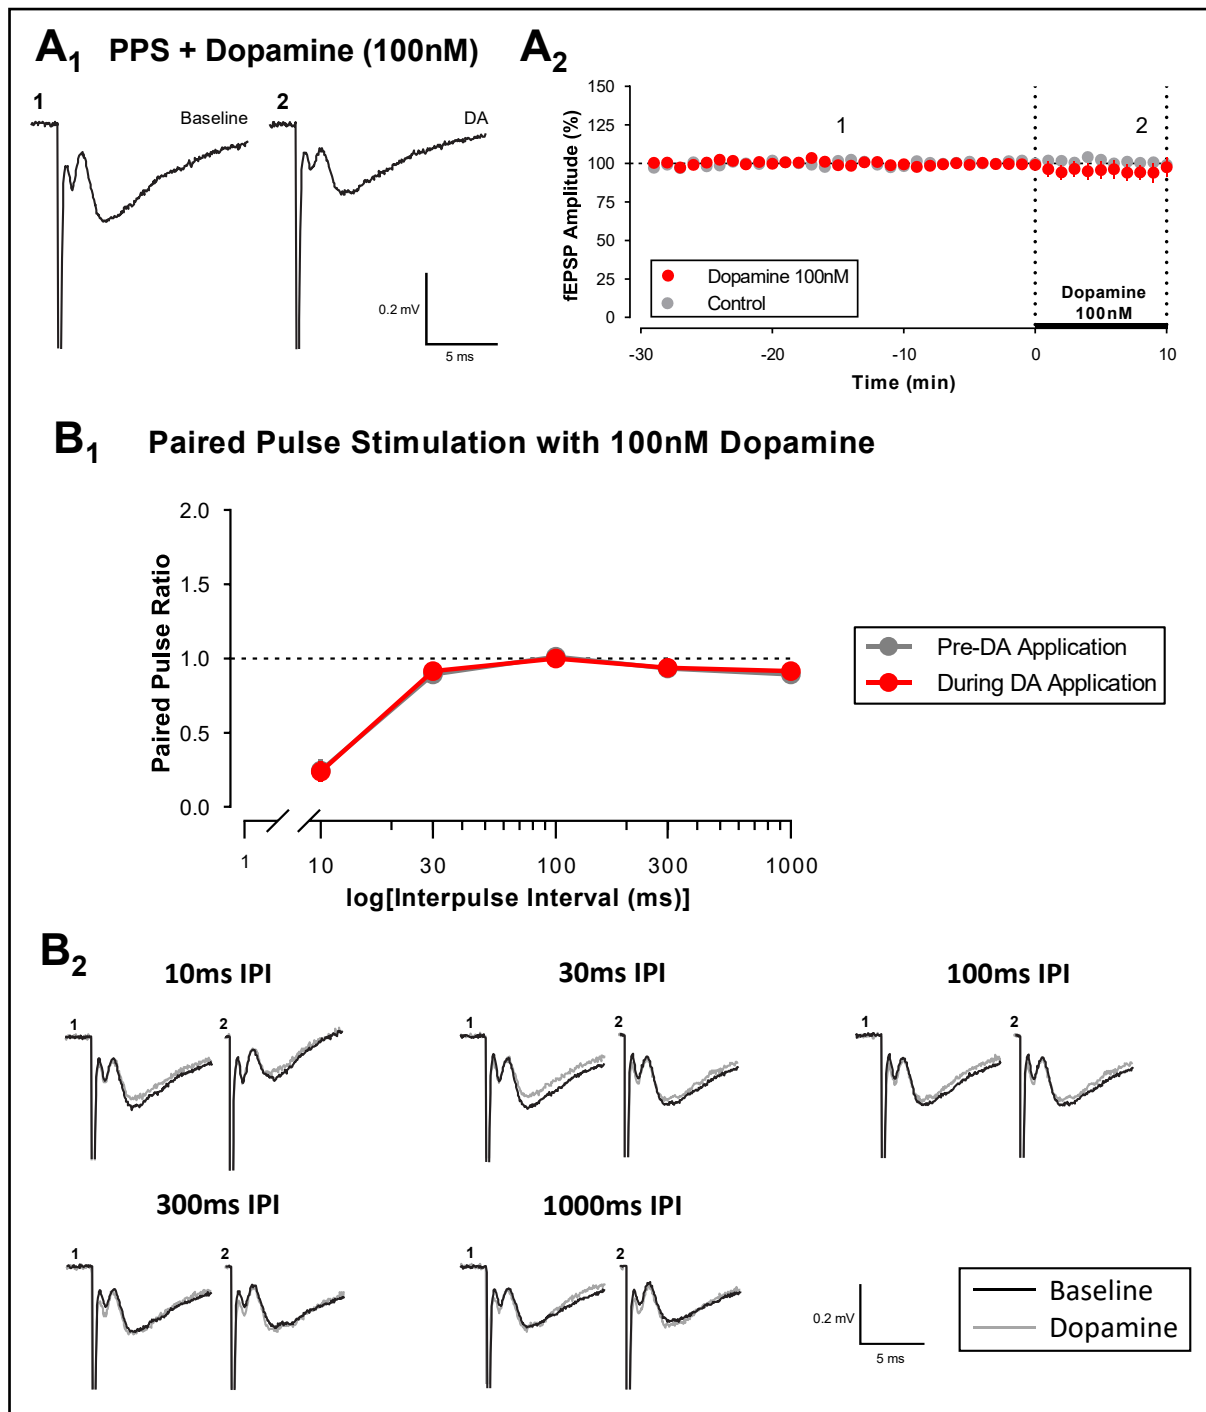 A1 PPS + Dopamine (100nM)
1
Baseline
2
DA
0.2 mV
5 ms
A2
150
125
100
75
50
25
0
fEPSP Amplitude (%)
1
2
Dopamine 100nM
Control
Dopamine
100nM
-30 -20 -10 0 10
Time (min)
B1 Paired Pulse Stimulation with 100nM Dopamine
2.0
1.5
1.0
0.5
0.0
Paired Pulse Ratio
1 10 30 100 300 1000
log[Interpulse Interval (ms)]
Pre-DA Application
During DA Application
B2
10ms IPI
1 2
30ms IPI
1 2
100ms IPI
1 2
300ms IPI
1 2
1000ms IPI
1 2
0.2 mV
5 ms
Baseline
Dopamine